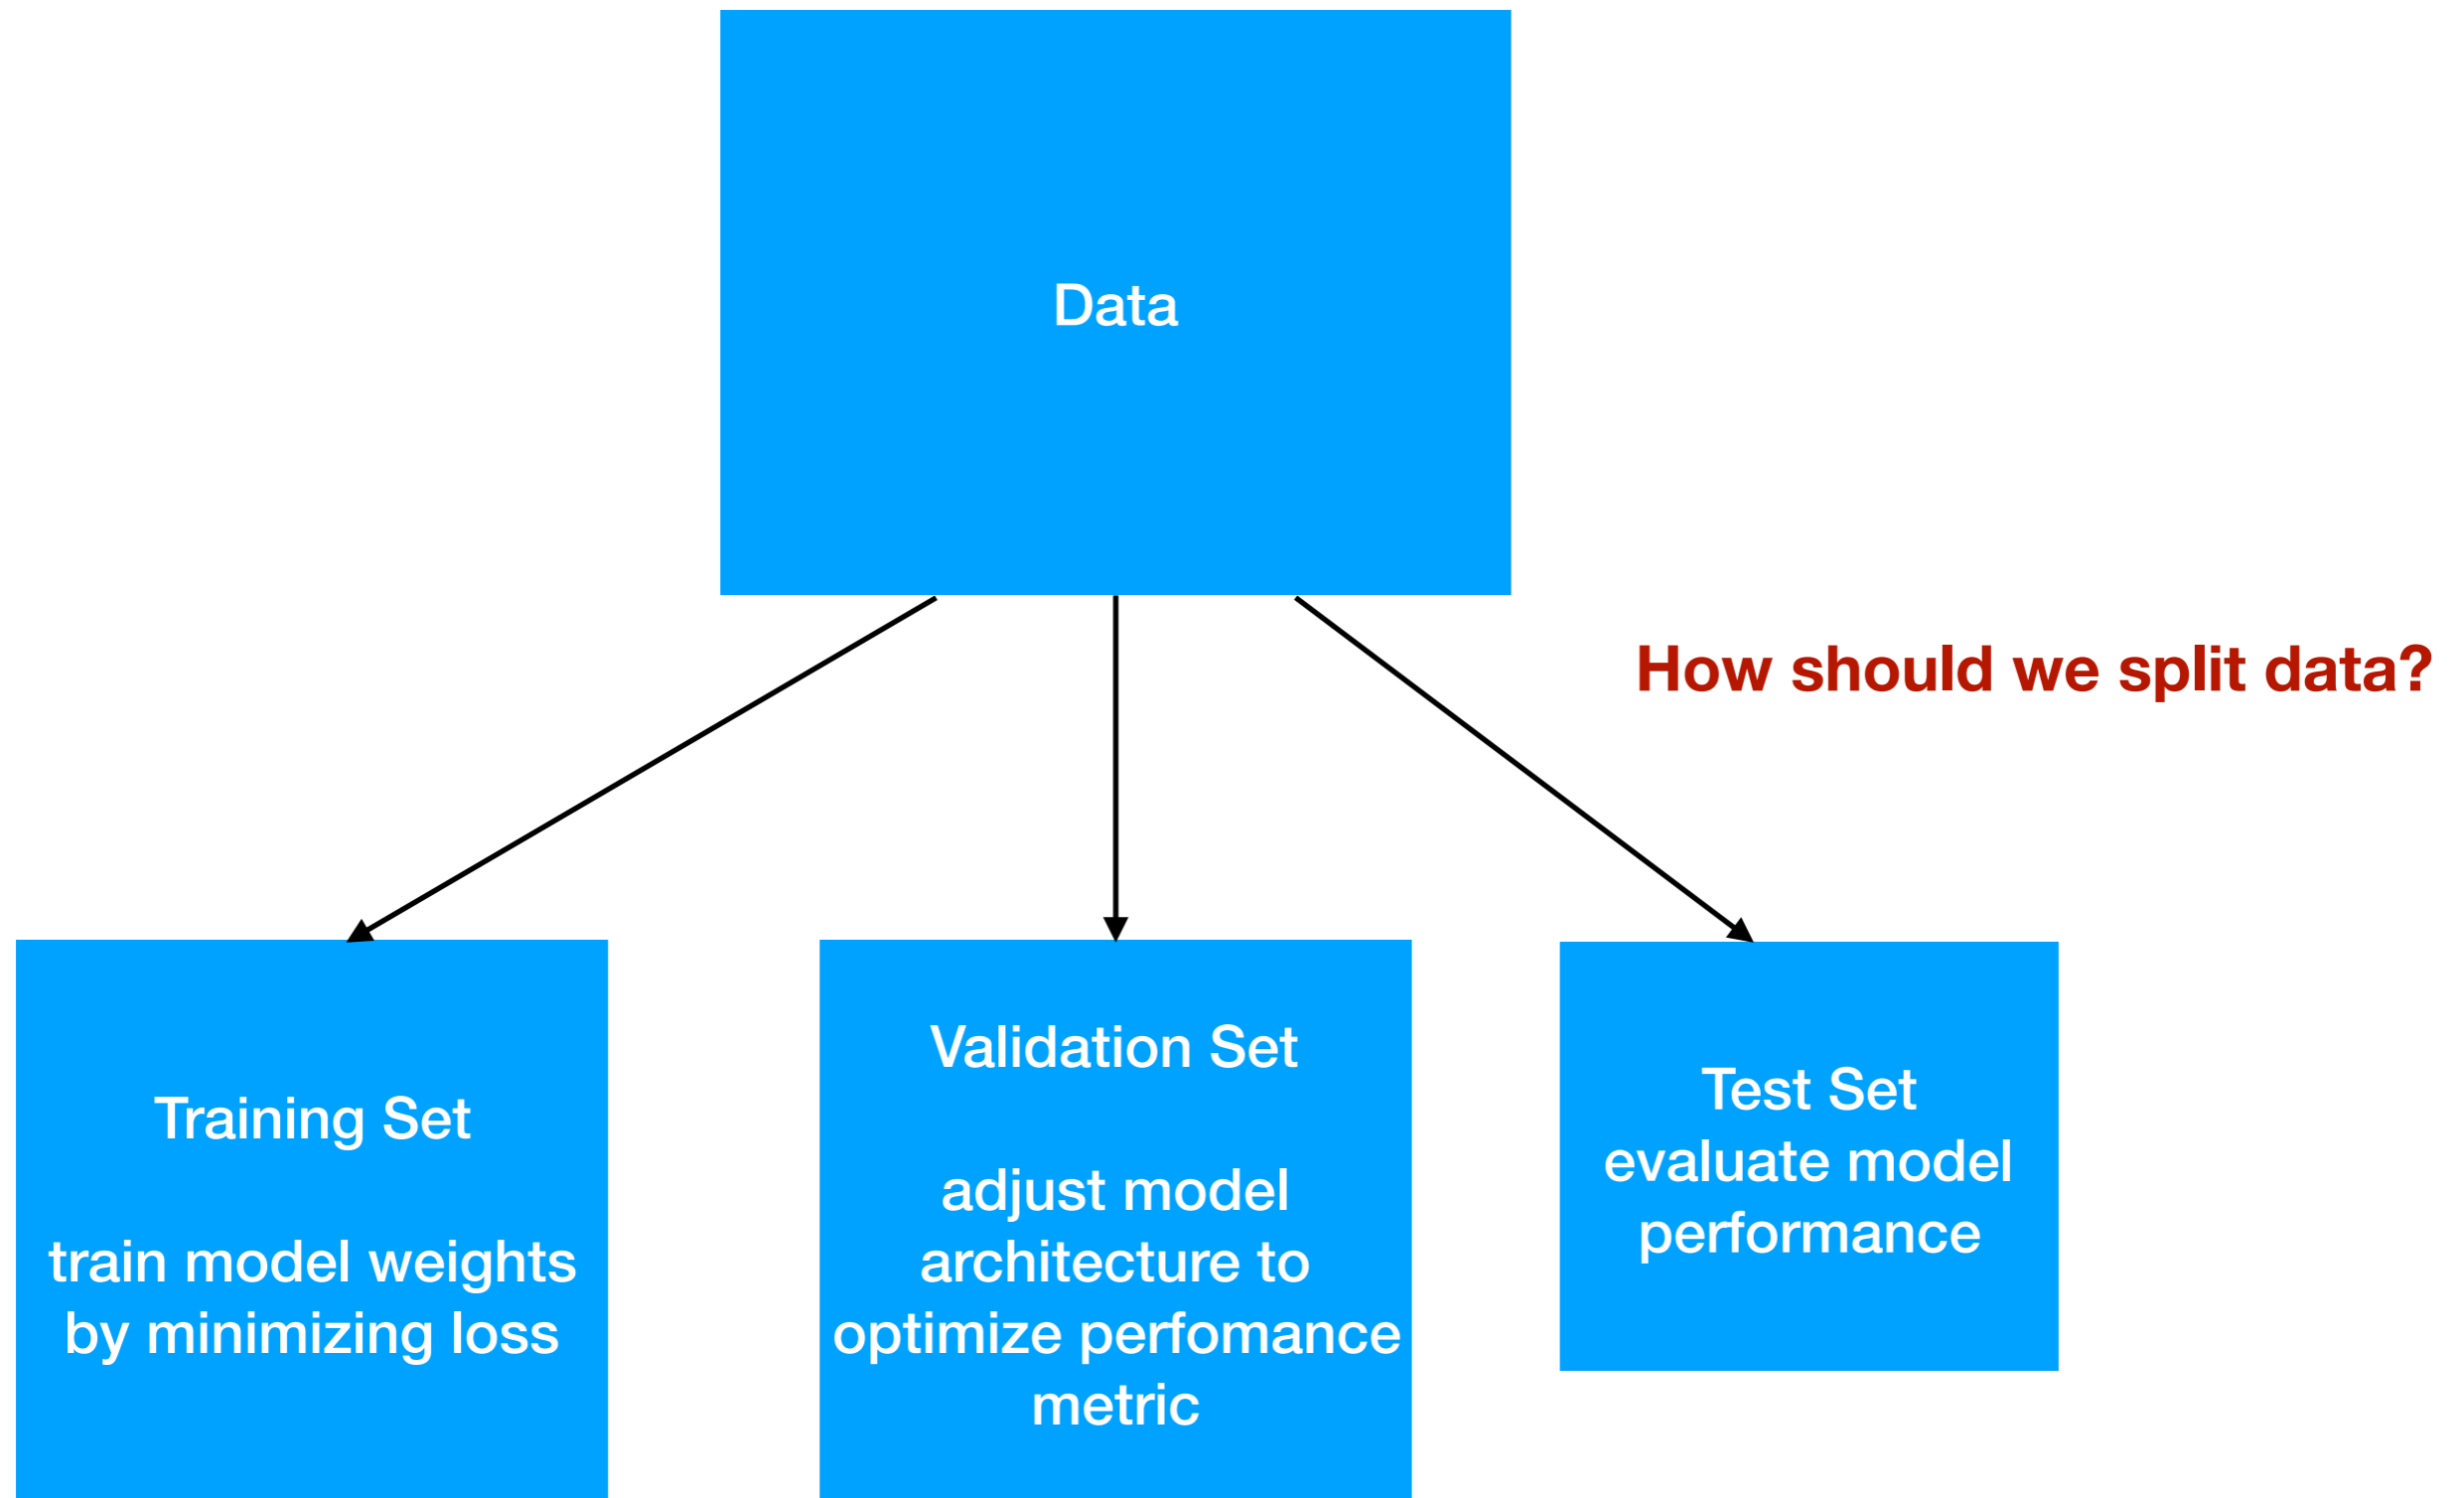 Data
How should we split data?
Training Set
train model weights
by minimizing loss
Validation Set
adjust model
architecture to
optimize perfomance
metric
Test Set
evaluate model
performance